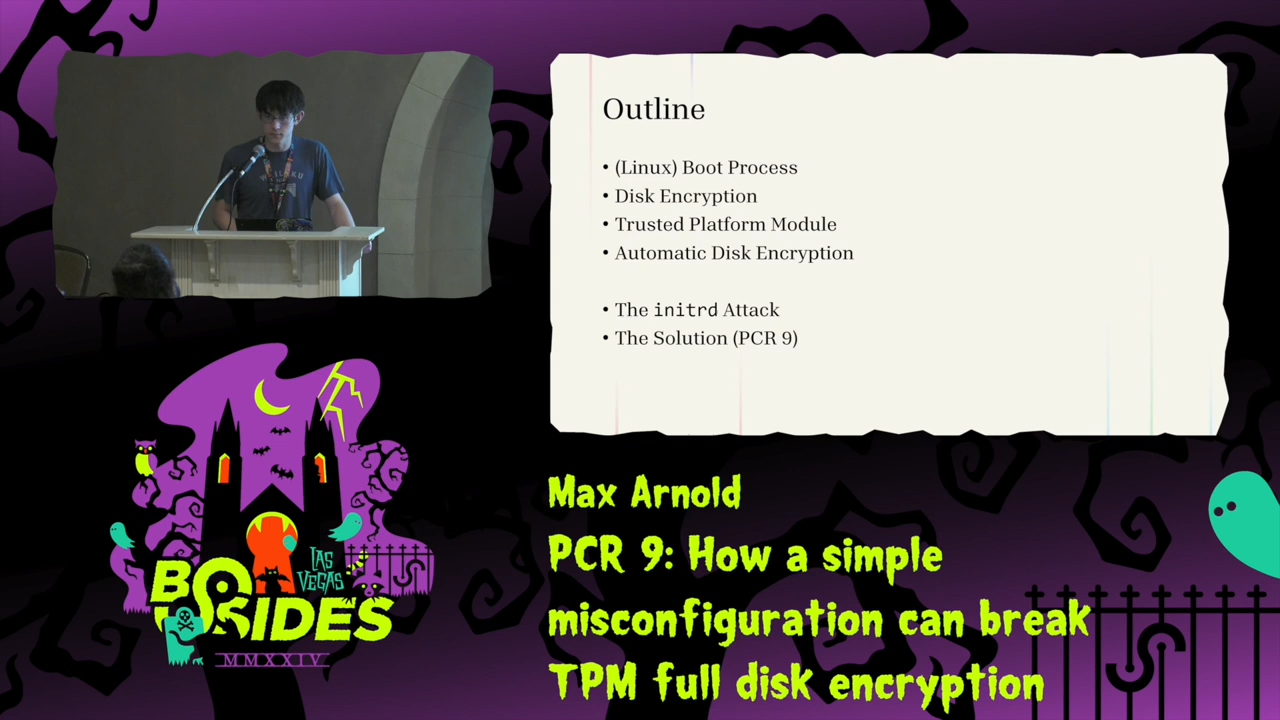 Outline
• (Linux) Boot Process
• Disk Encryption
• Trusted Platform Module
• Automatic Disk Encryption
• The initrd Attack
• The Solution (PCR 9)
BSIDES
LAS
VEGAS
MMXXIV
Max Arnold
PCR 9: How a simple
misconfiguration can break
TPM full disk encryption